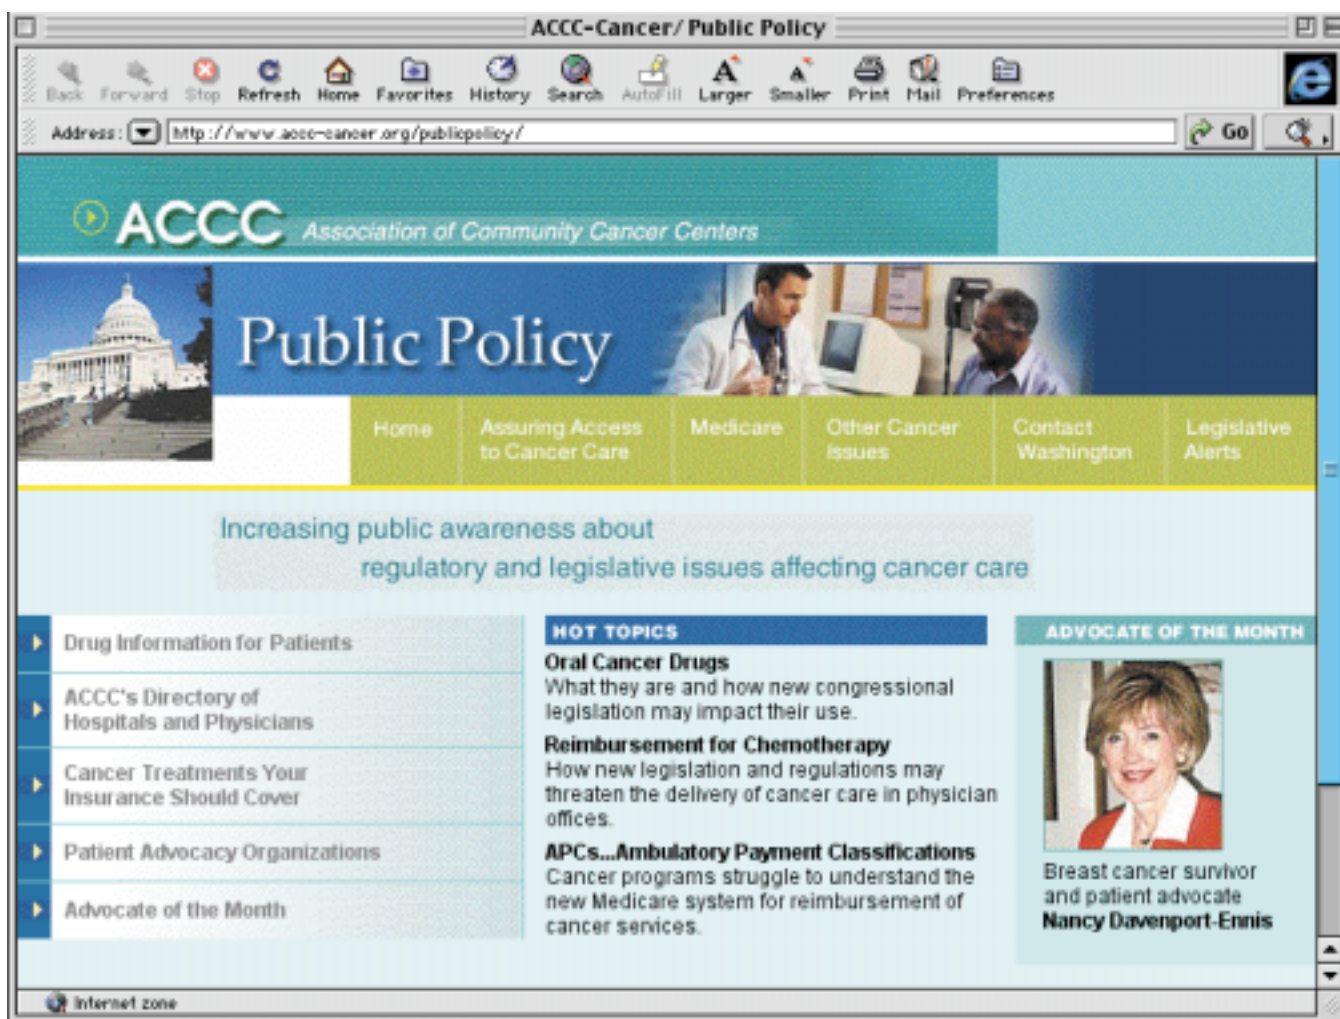 ACCC-Cancer/Public Policy
Back Forward Stop Refresh Home Favorites History Search AutoFill Larger Smaller Print Mail Preferences
Address: http://www.accc-cancer.org/publicpolicy/ Go
ACCC Association of Community Cancer Centers
Public Policy
Home
Assuring Access
to Cancer Care
Medicare
Other Cancer
Issues
Contact
Washington
Legislative
Alerts
Increasing public awareness about
regulatory and legislative issues affecting cancer care
Drug Information for Patients
ACCC's Directory of
Hospitals and Physicians
Cancer Treatments Your
Insurance Should Cover
Patient Advocacy Organizations
Advocate of the Month
HOT TOPICS
Oral Cancer Drugs
What they are and how new congressional
legislation may impact their use.
Reimbursement for Chemotherapy
How new legislation and regulations may
threaten the delivery of cancer care in physician
offices.
APCs...Ambulatory Payment Classifications
Cancer programs struggle to understand the
new Medicare system for reimbursement of
cancer services.
ADVOCATE OF THE MONTH
Breast cancer survivor
and patient advocate
Nancy Davenport-Ennis
Internet zone